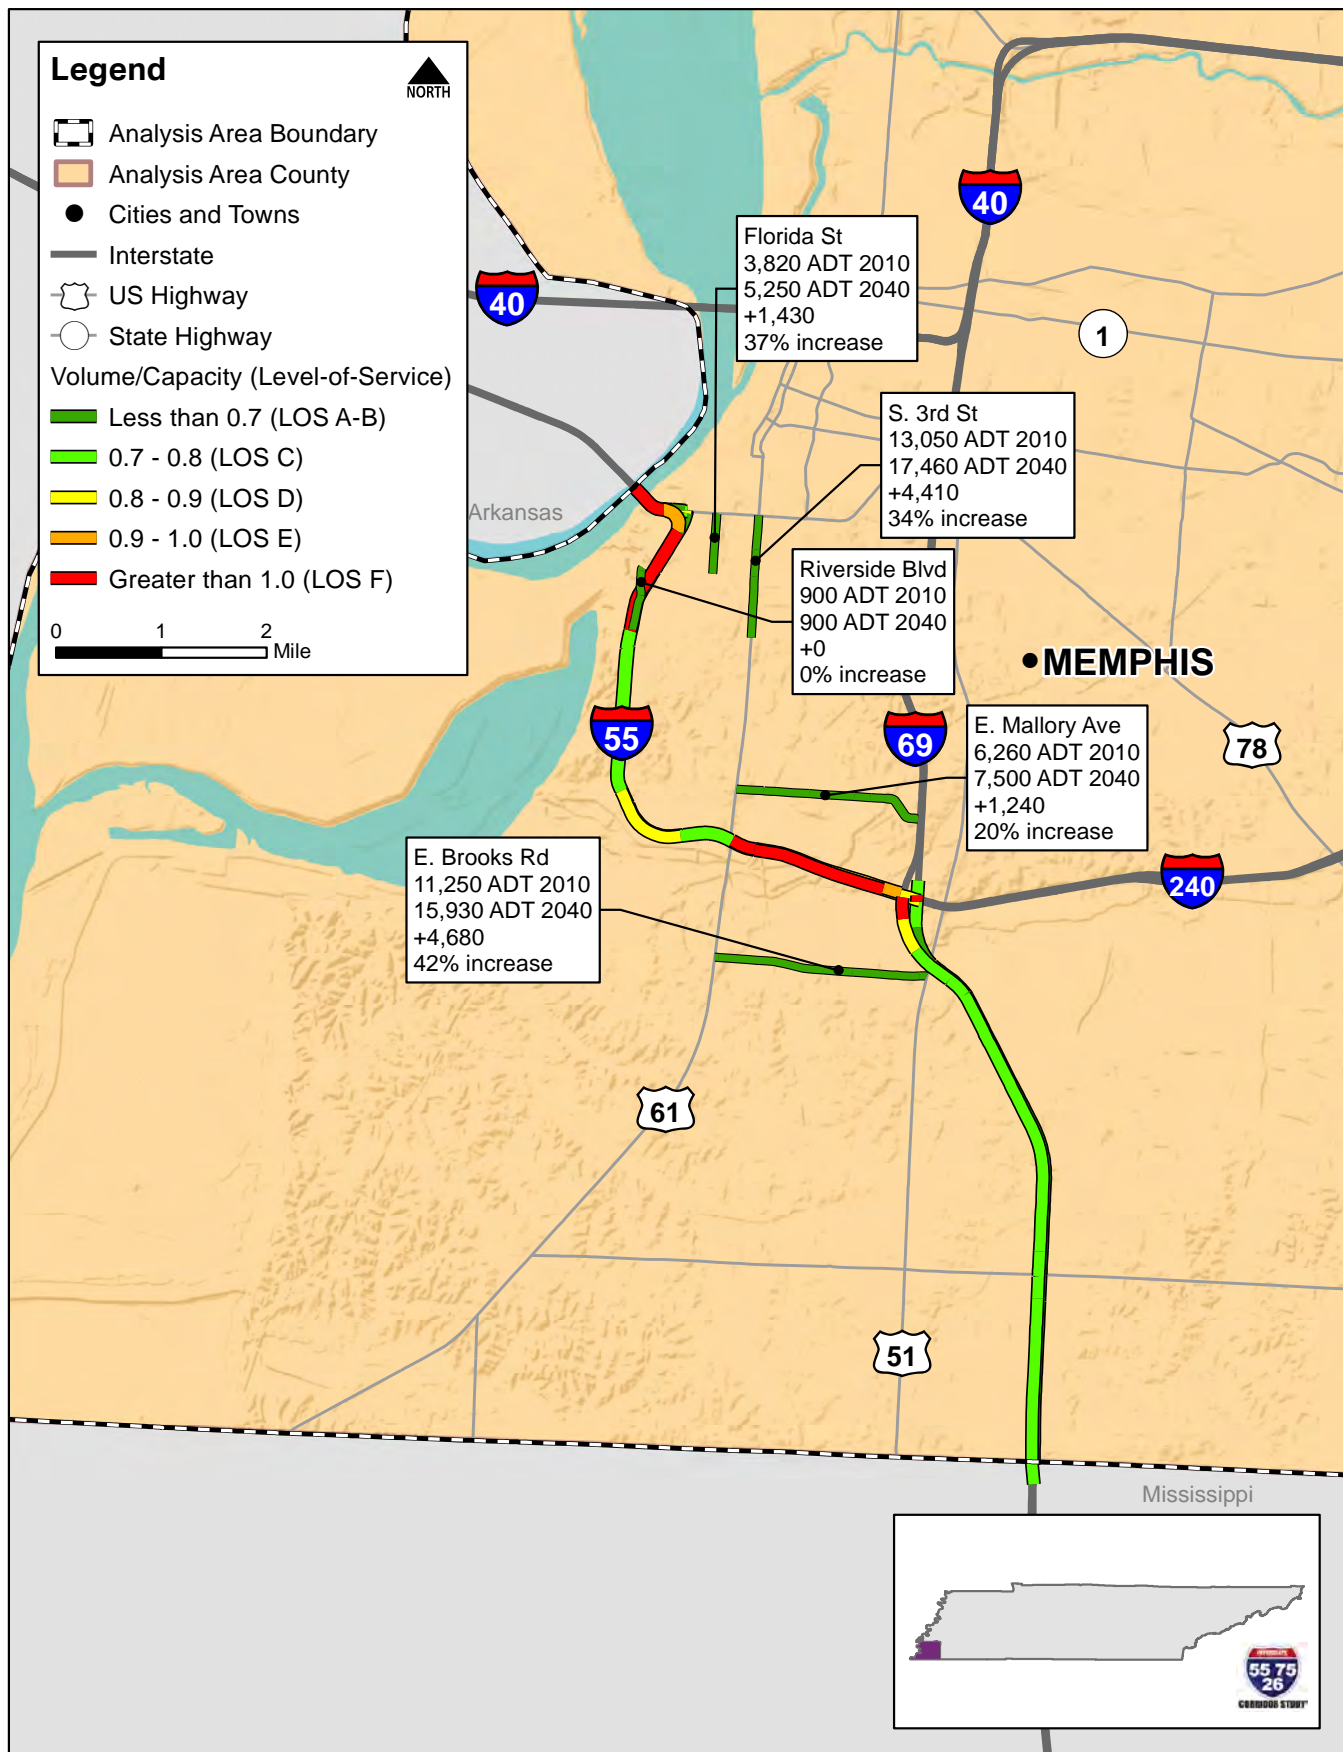 Legend
NORTH
Analysis Area Boundary
Analysis Area County
Cities and Towns
Interstate
US Highway
State Highway
Volume/Capacity (Level-of-Service)
Less than 0.7 (LOS A-B)
0.7 - 0.8 (LOS C)
0.8 - 0.9 (LOS D)
0.9 - 1.0 (LOS E)
Greater than 1.0 (LOS F)
0 1 2
Mile
40
40
1
Florida St
3,820 ADT 2010
5,250 ADT 2040
+1,430
37% increase
S. 3rd St
13,050 ADT 2010
17,460 ADT 2040
+4,410
34% increase
Arkansas
Riverside Blvd
900 ADT 2010
900 ADT 2040
+0
0% increase
MEMPHIS
55
69
78
E. Mallory Ave
6,260 ADT 2010
7,500 ADT 2040
+1,240
20% increase
E. Brooks Rd
11,250 ADT 2010
15,930 ADT 2040
+4,680
42% increase
240
61
51
Mississippi
INTERSTATE
55 75
26
CORRIDOR STUDY